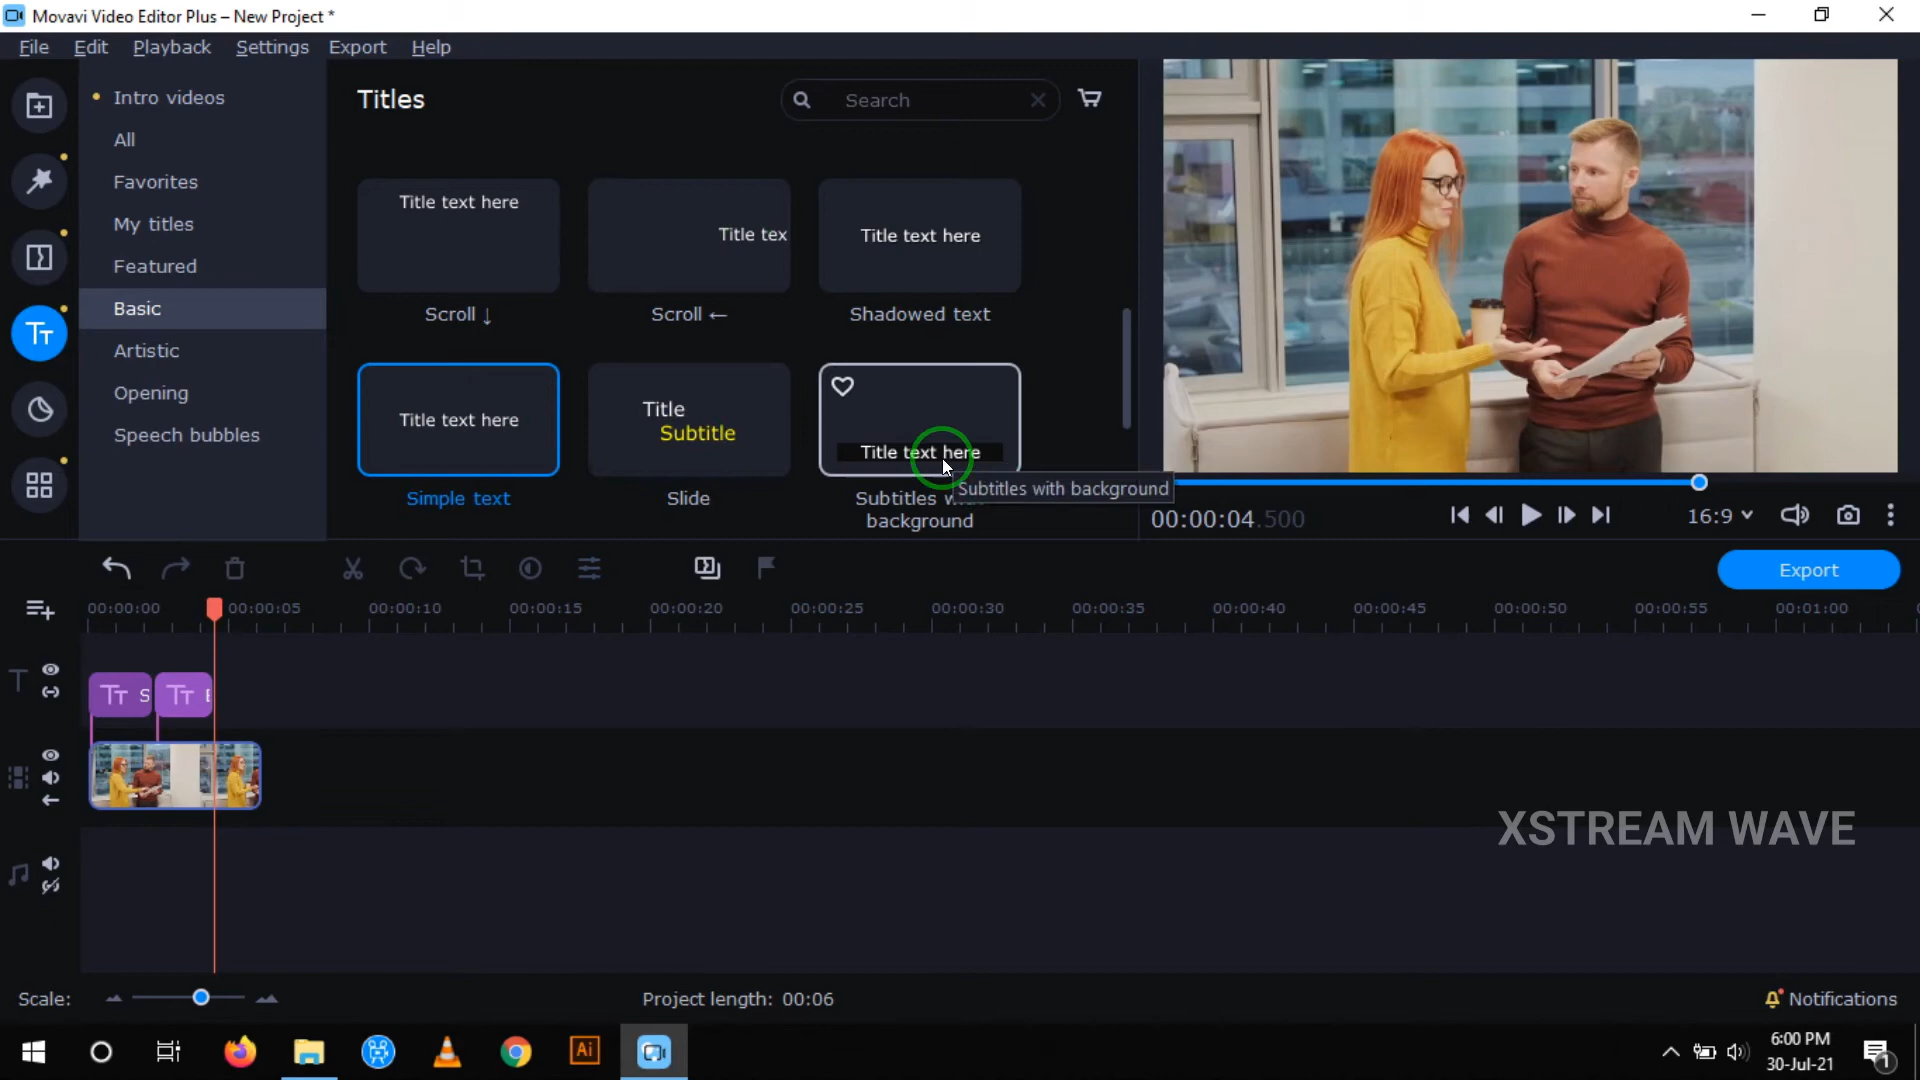 Movavi Video Editor Plus – New Project *
File Edit Playback Settings Export Help
Intro videos
All
Favorites
My titles
Featured
Basic
Artistic
Opening
Speech bubbles
Titles
Search
Title text here
Title tex
Title text here
Scroll ↓
Scroll ←
Shadowed text
Title text here
Title
Subtitle
Title text here
Simple text
Slide
Subtitles w
background
Subtitles with background
00:00:04.500
16:9
Export
00:00:00 00:00:05 00:00:10 00:00:15 00:00:20 00:00:25 00:00:30 00:00:35 00:00:40 00:00:45 00:00:50 00:00:55 00:01:00
T
Tт S
Tт
XSTREAM WAVE
Scale:
Project length: 00:06
Notifications
Ai
6:00 PM
30-Jul-21
1